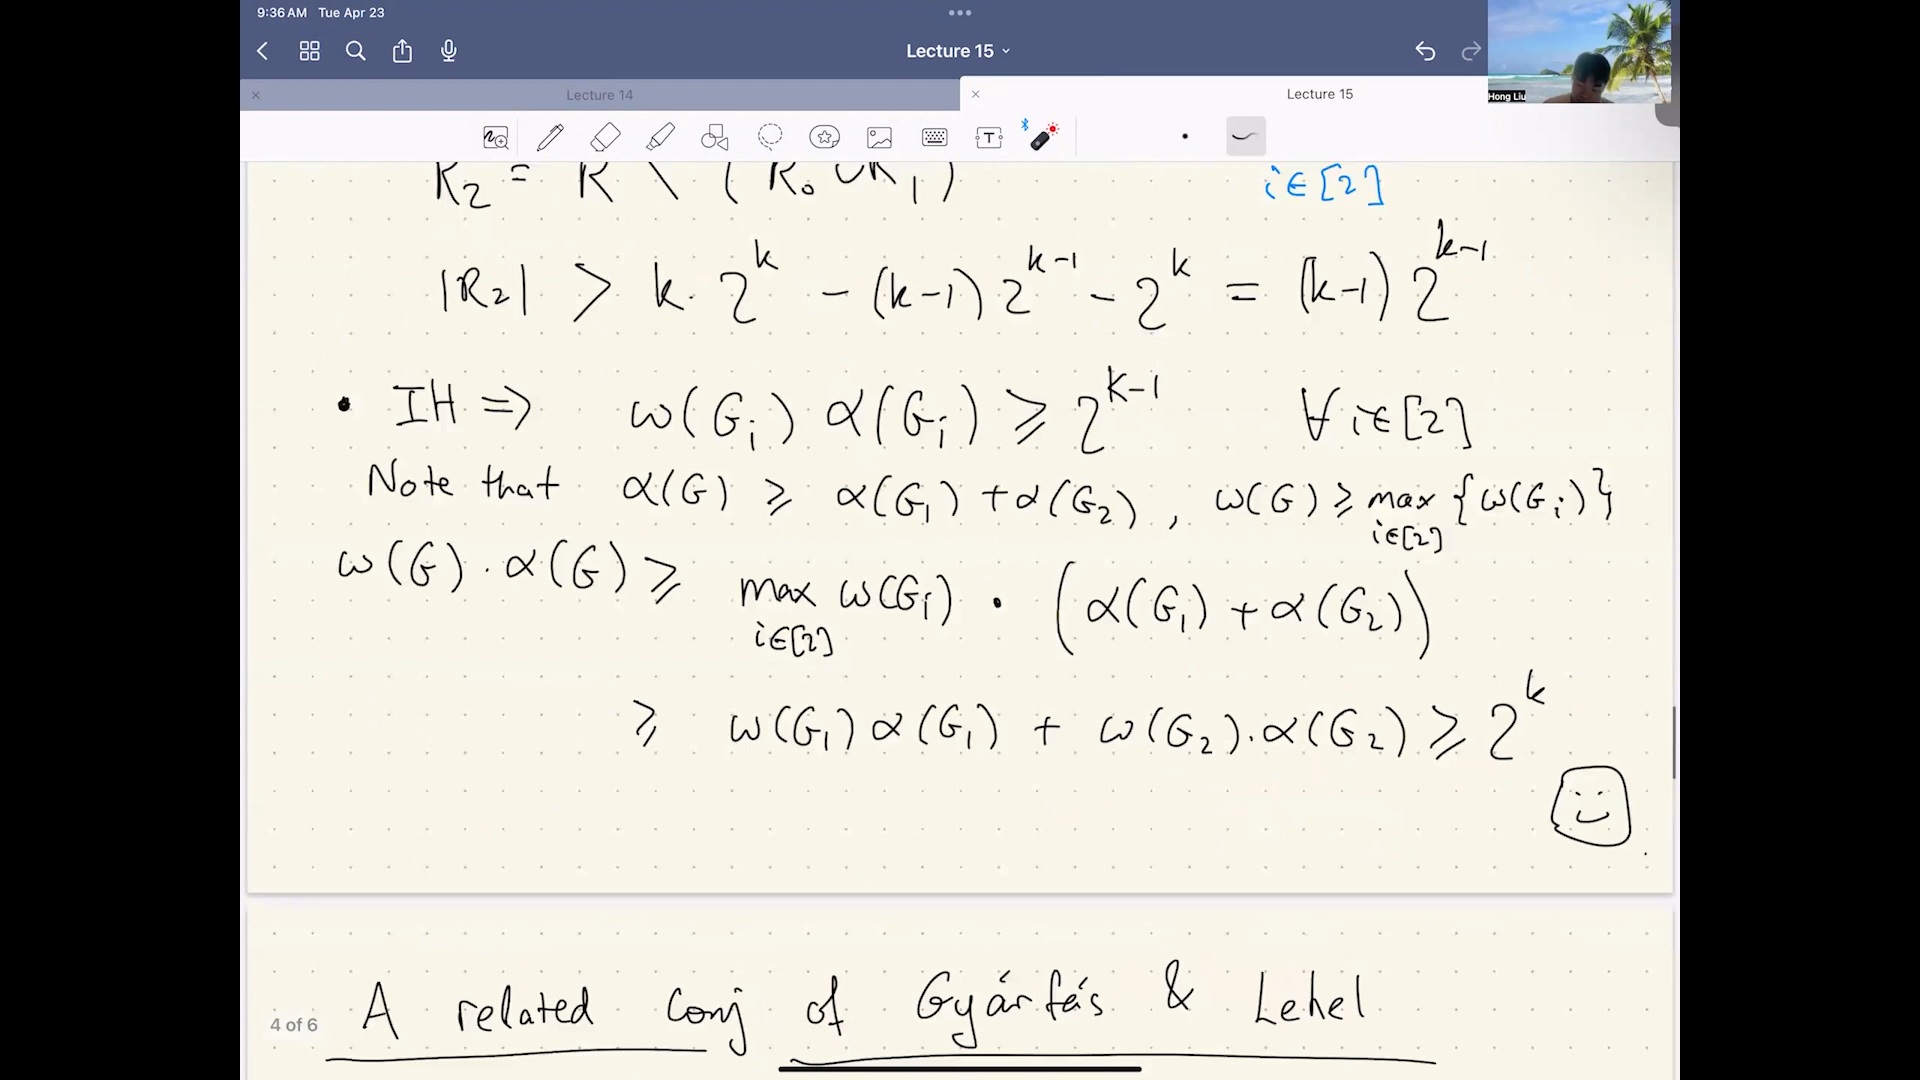 9:36 AM Tue Apr 23
Lecture 15
Lecture 14
Lecture 15
Hong Liu
R₂ = R \ (R₀ ∪ R₁)
i∈[2]
|R₂| > k·2^k − (k−1) 2^{k−1} − 2^k = (k−1) 2^{k−1}
• IH ⇒ ω(G_i) α(G_i) ⩾ 2^{k−1} ∀ i∈[2]
Note that α(G) ⩾ α(G₁) + α(G₂), ω(G) ⩾ max_{i∈[2]} {ω(G_i)}
ω(G)·α(G) ⩾ max_{i∈[2]} ω(G_i) · (α(G₁) + α(G₂))
⩾ ω(G₁) α(G₁) + ω(G₂)·α(G₂) ⩾ 2^k
A related Conj of Gyárfás & Lehel
4 of 6